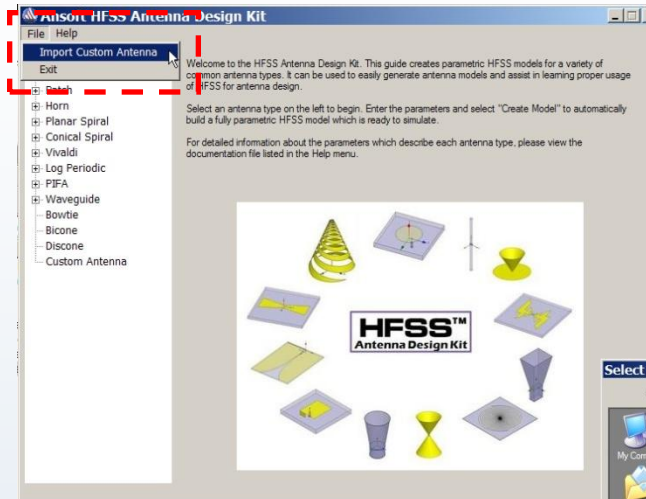 Ansoft HFSS Antenna Design Kit
File Help
Import Custom Antenna
Exit
Patch
Horn
Planar Spiral
Conical Spiral
Vivaldi
Log Periodic
PIFA
Waveguide
Bowtie
Bicone
Discone
Custom Antenna
Welcome to the HFSS Antenna Design Kit. This guide creates parametric HFSS models for a variety of
common antenna types. It can be used to easily generate antenna models and assist in learning proper usage
of HFSS for antenna design.
Select an antenna type on the left to begin. Enter the parameters and select "Create Model" to automatically
build a fully parametric HFSS model which is ready to simulate.
For detailed information about the parameters which describe each antenna type, please view the
documentation file listed in the Help menu.
HFSS™
Antenna Design Kit
Select
My Com